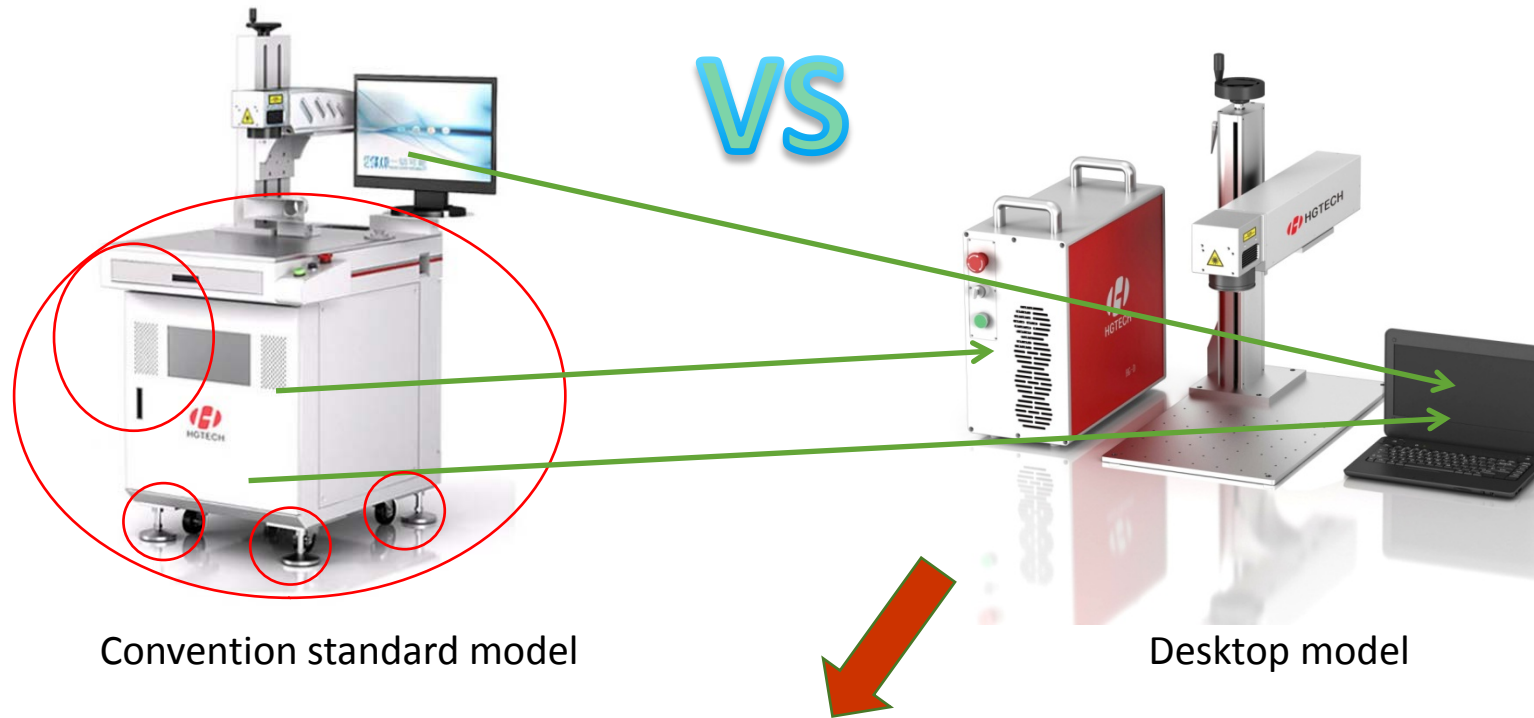 VS
HGTECH
HGTECH
HGTECH
Convention standard model
Desktop model